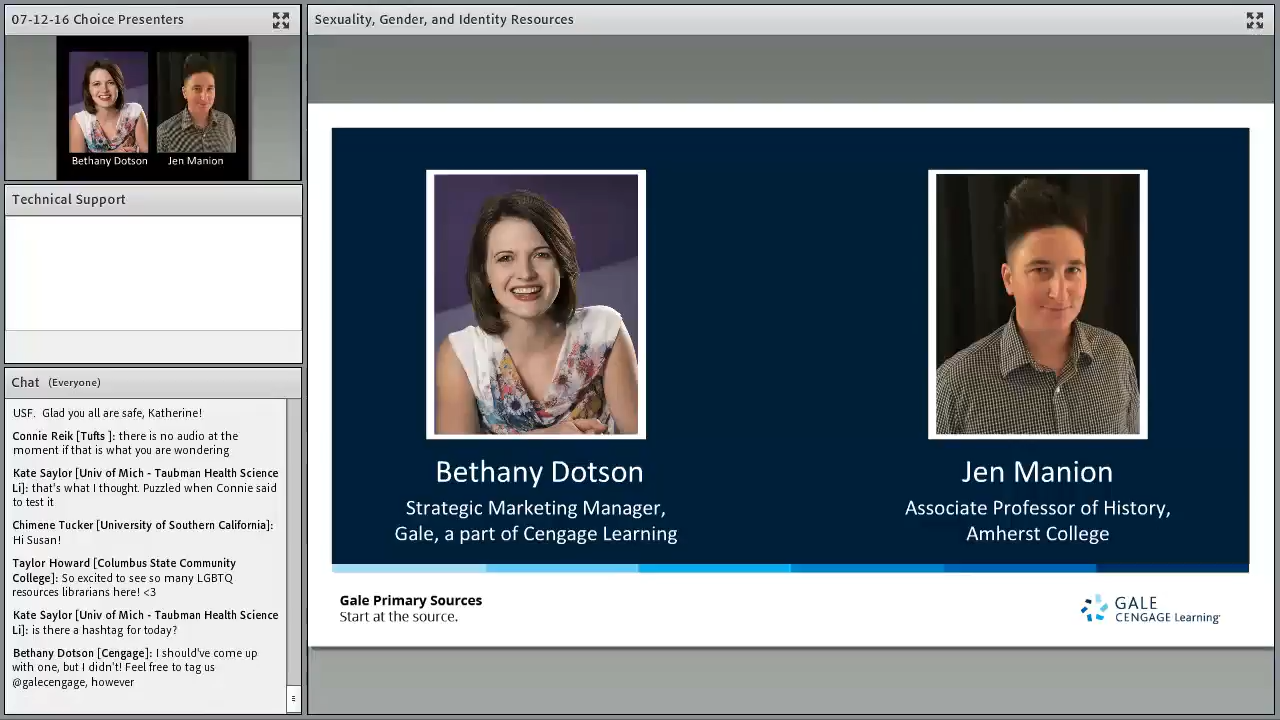 07-12-16 Choice Presenters
Bethany Dotson
Jen Manion
Technical Support
Chat (Everyone)
USF. Glad you all are safe, Katherine!
Connie Reik [Tufts ]: there is no audio at the
moment if that is what you are wondering
Kate Saylor [Univ of Mich - Taubman Health Science
Li]: that's what I thought. Puzzled when Connie said
to test it
Chimene Tucker [University of Southern California]:
Hi Susan!
Taylor Howard [Columbus State Community
College]: So excited to see so many LGBTQ
resources librarians here! <3
Kate Saylor [Univ of Mich - Taubman Health Science
Li]: is there a hashtag for today?
Bethany Dotson [Cengage]: I should've come up
with one, but I didn't! Feel free to tag us
@galecengage, however
Sexuality, Gender, and Identity Resources
Bethany Dotson
Strategic Marketing Manager,
Gale, a part of Cengage Learning
Jen Manion
Associate Professor of History,
Amherst College
Gale Primary Sources
Start at the source.
GALE
CENGAGE Learning